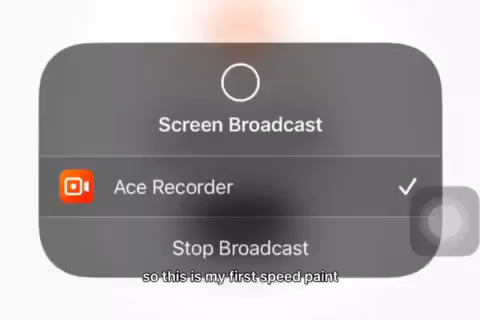 Screen Broadcast
Ace Recorder
Stop Broadcast
so this is my first speed paint